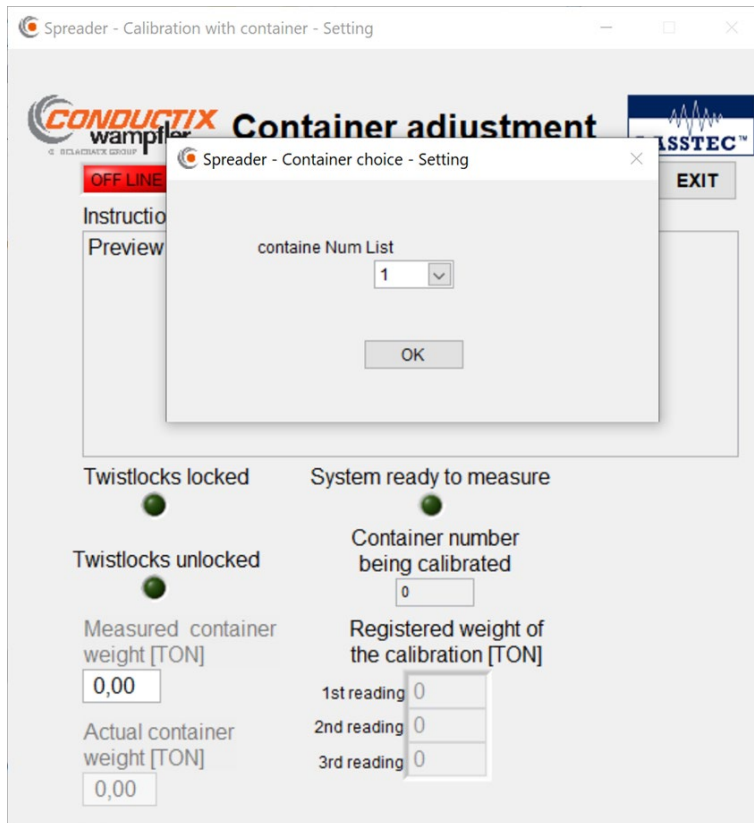 Spreader - Calibration with container - Setting
CONDUCTIX
wampfler
Container adjustment
OFF LINE
EXIT
Spreader - Container choice - Setting
Preview
containe Num List
1
OK
Twistlocks locked
System ready to measure
Twistlocks unlocked
Container number
being calibrated
0
Measured container
weight [TON]
0,00
Registered weight of
the calibration [TON]
1st reading 0
2nd reading 0
3rd reading 0
Actual container
weight [TON]
0,00